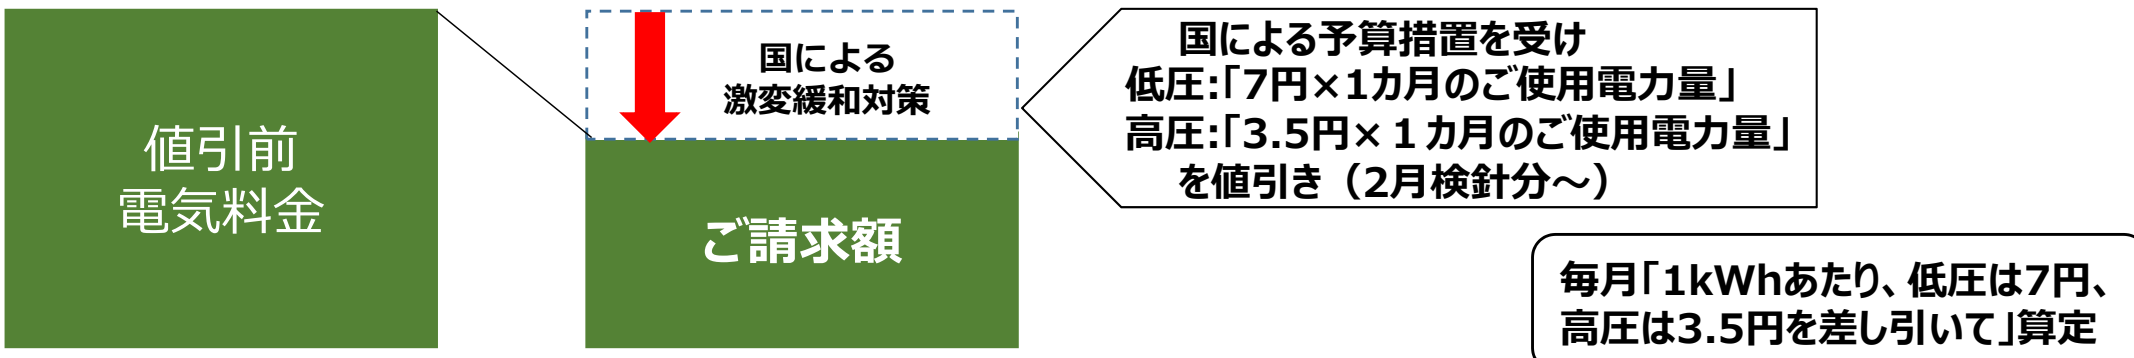 値引前
電気料金
国による
激変緩和対策
ご請求額
国による予算措置を受け
低圧:「7円×1カ月のご使用電力量」
高圧:「3.5円×１カ月のご使用電力量」
を値引き（2月検針分～）
毎月「1kWhあたり、低圧は7円、
高圧は3.5円を差し引いて」算定